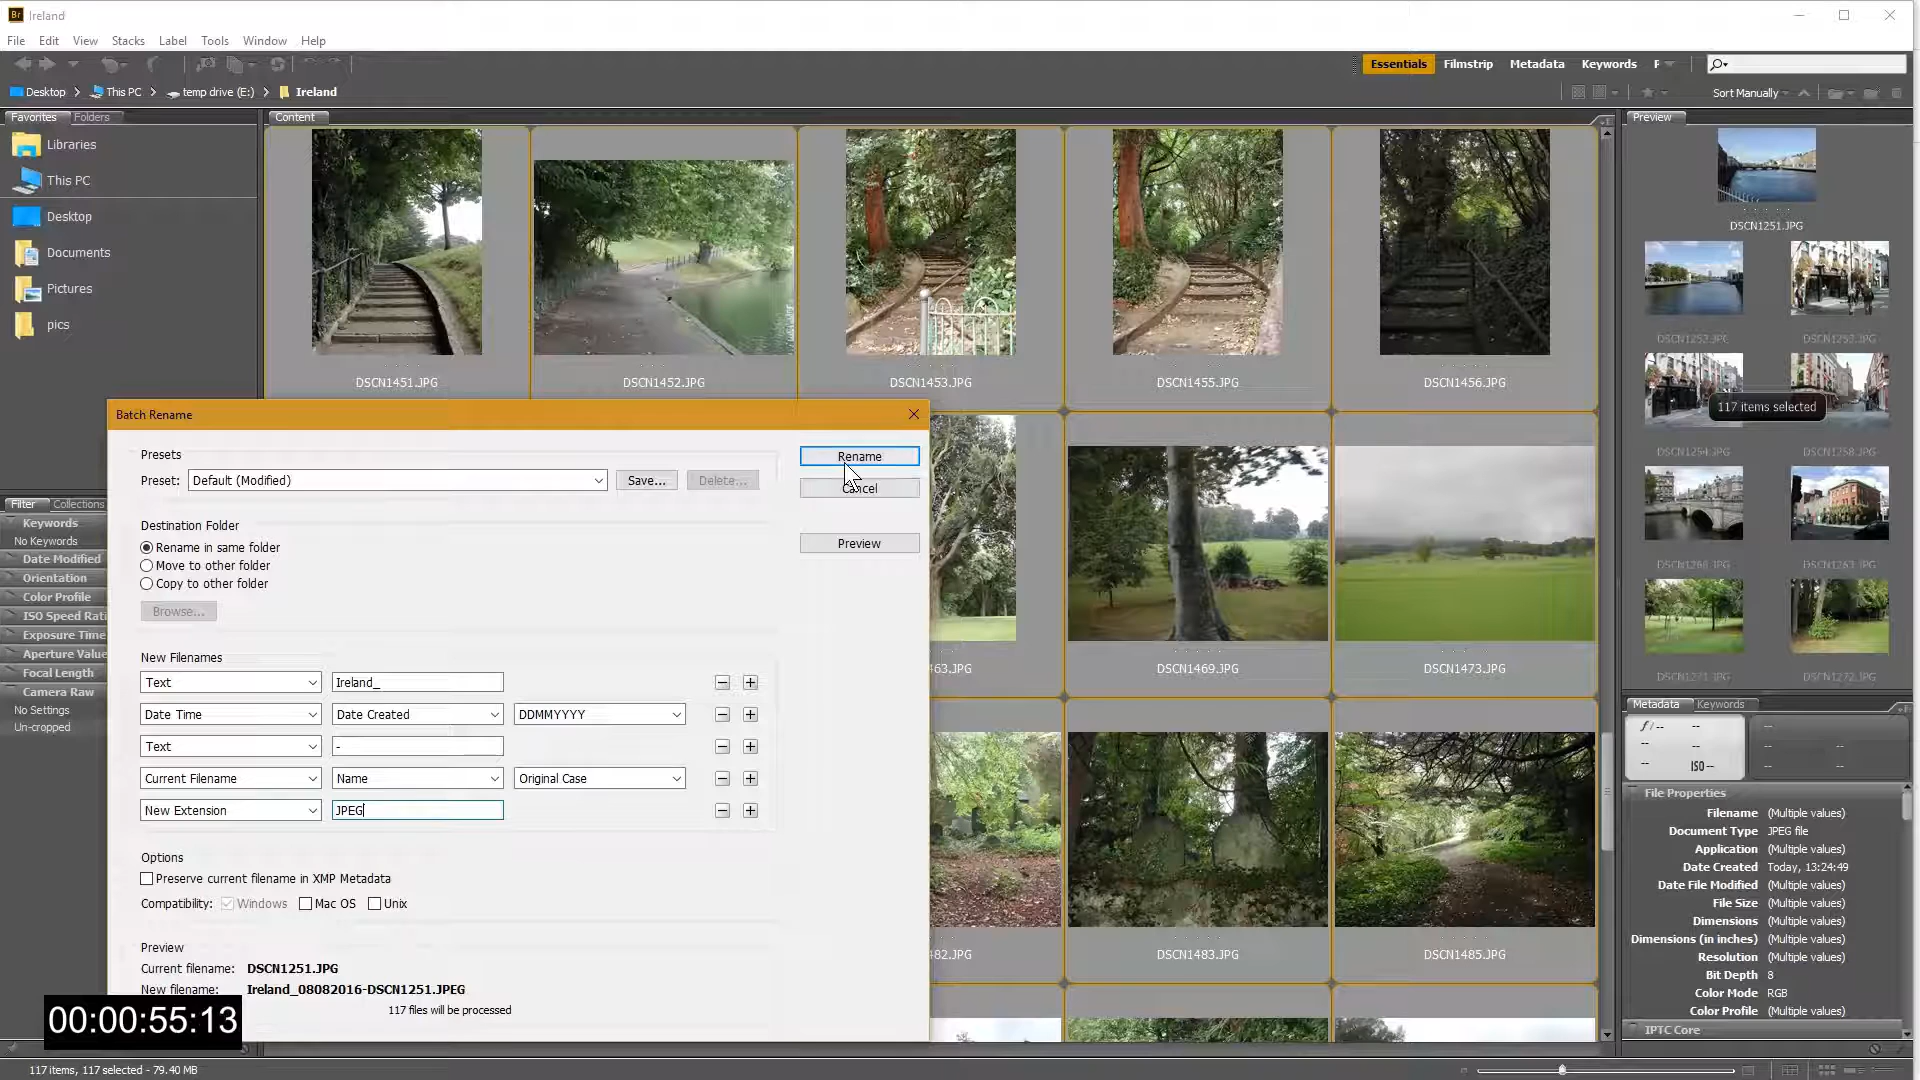 Br Ireland
File Edit View Stacks Label Tools Window Help
Essentials Filmstrip Metadata Keywords
Desktop This PC temp drive (E:) Ireland
Sort Manually
Favorites Folders
Libraries
This PC
Desktop
Documents
Pictures
pics
Filter Collections
Keywords
No Keywords
Date Modified
Orientation
Color Profile
ISO Speed Rati
Exposure Time
Aperture Value
Focal Length
Camera Raw
No Settings
Un-cropped
Content
DSCN1451.JPG DSCN1452.JPG DSCN1453.JPG DSCN1455.JPG DSCN1456.JPG
463.JPG DSCN1469.JPG DSCN1473.JPG
482.JPG DSCN1483.JPG DSCN1485.JPG
Batch Rename
Presets
Preset: Default (Modified) Save... Delete...
Rename
Cancel
Preview
Destination Folder
Rename in same folder
Move to other folder
Copy to other folder
Browse...
New Filenames
Text Ireland_
Date Time Date Created DDMMYYYY
Text -
Current Filename Name Original Case
New Extension JPEG
Options
Preserve current filename in XMP Metadata
Compatibility: Windows Mac OS Unix
Preview
Current filename: DSCN1251.JPG
New filename: Ireland_08082016-DSCN1251.JPEG
117 files will be processed
00:00:55:13
117 items, 117 selected - 79.40 MB
Preview
DSCN1251.JPG
117 items selected
Metadata Keywords
f/-- --
-- --
-- ISO--
--
-- --
File Properties
Filename (Multiple values)
Document Type JPEG file
Application (Multiple values)
Date Created Today, 13:24:49
Date File Modified (Multiple values)
File Size (Multiple values)
Dimensions (Multiple values)
Dimensions (in inches) (Multiple values)
Resolution (Multiple values)
Bit Depth 8
Color Mode RGB
Color Profile (Multiple values)
IPTC Core